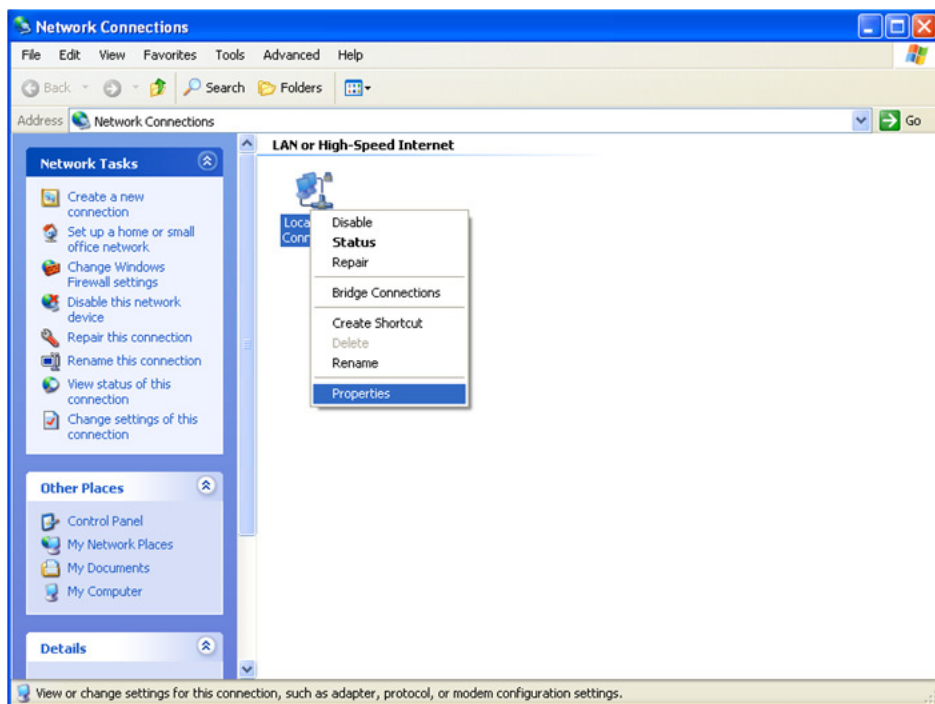 Network Connections
File Edit View Favorites Tools Advanced Help
Back Search Folders
Address Network Connections Go
Network Tasks
Create a new
connection
Set up a home or small
office network
Change Windows
Firewall settings
Disable this network
device
Repair this connection
Rename this connection
View status of this
connection
Change settings of this
connection
Other Places
Control Panel
My Network Places
My Documents
My Computer
Details
LAN or High-Speed Internet
Loca
Conn
Disable
Status
Repair
Bridge Connections
Create Shortcut
Delete
Rename
Properties
View or change settings for this connection, such as adapter, protocol, or modem configuration settings.